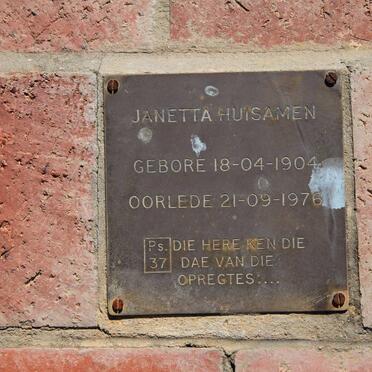 JANETTA HUISAMEN
GEBORE 18-04-1904
OORLEDE 21-09-1976
Ps. 37 DIE HERE KEN DIE
DAE VAN DIE
OPREGTES:...